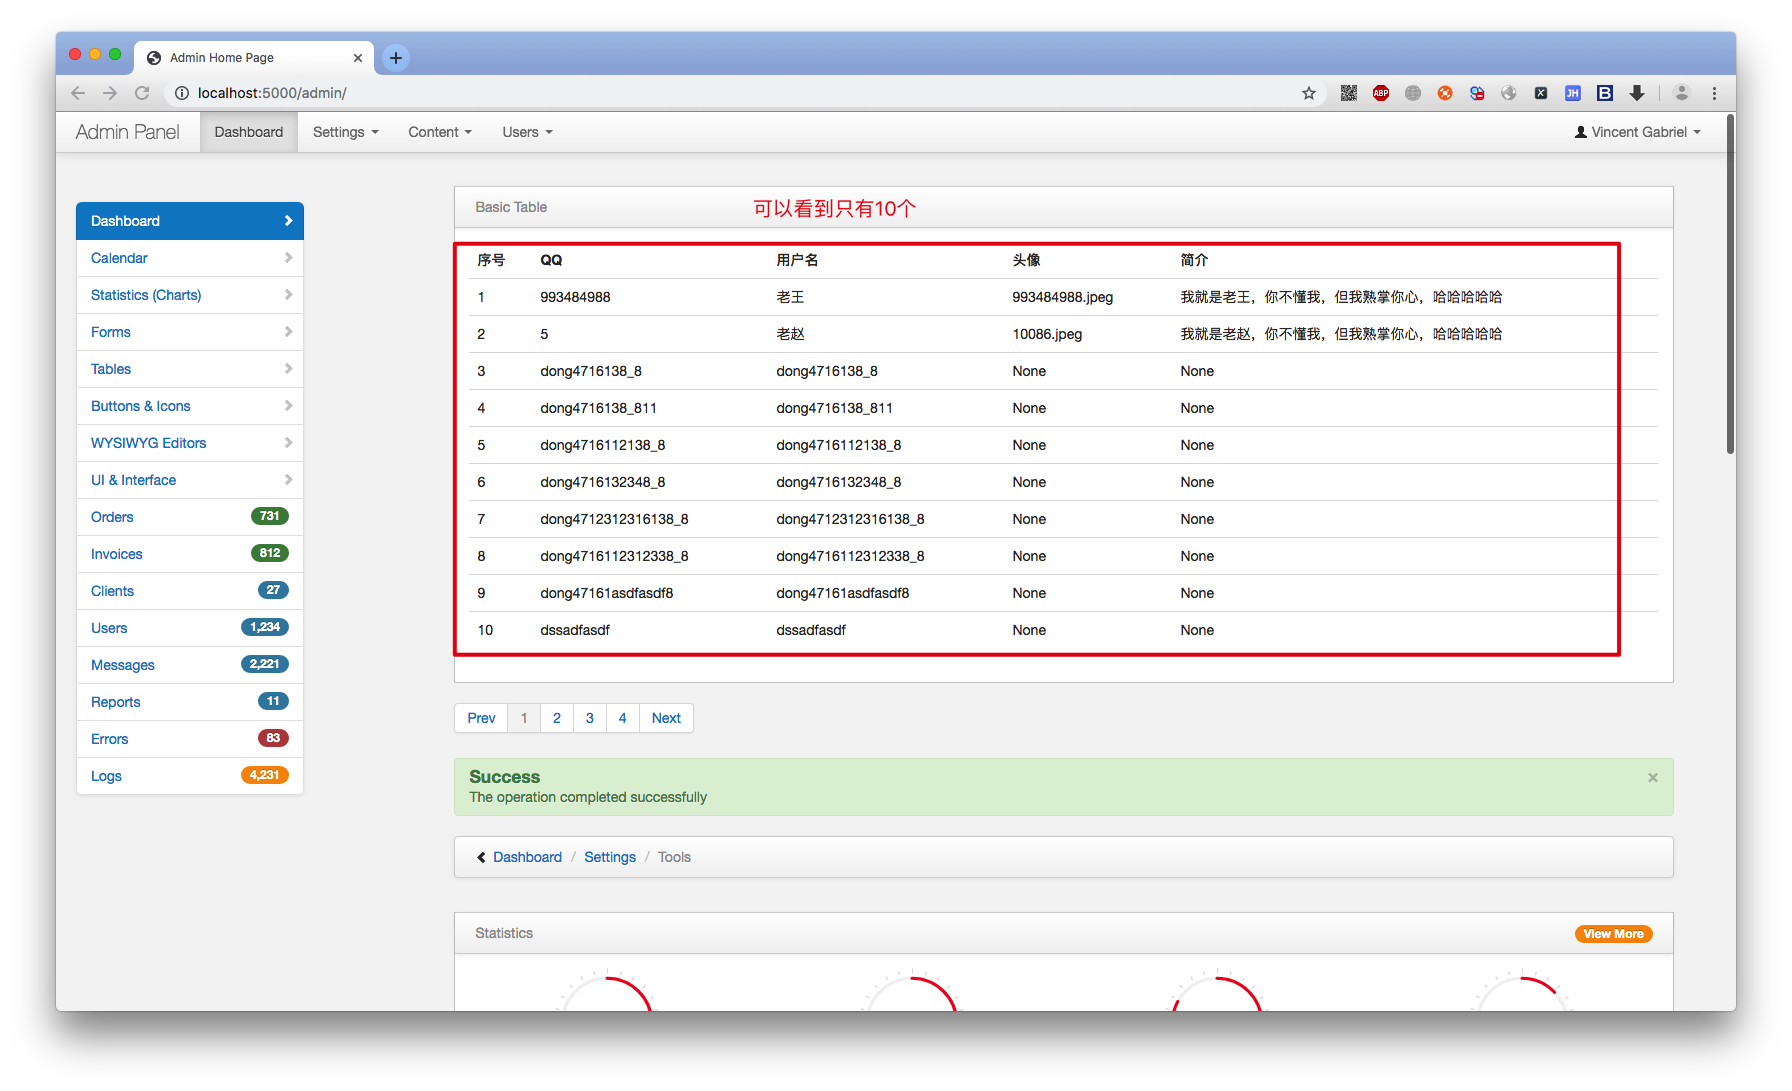 Admin Home Page
localhost:5000/admin/
ABP
JH
B
Admin Panel
Dashboard
Settings
Content
Users
Vincent Gabriel
Dashboard
Calendar
Statistics (Charts)
Forms
Tables
Buttons & Icons
WYSIWYG Editors
UI & Interface
Orders 731
Invoices 812
Clients 27
Users 1,234
Messages 2,221
Reports 11
Errors 83
Logs 4,231
Basic Table
可以看到只有10个
序号 QQ 用户名 头像 简介
1 993484988 老王 993484988.jpeg 我就是老王，你不懂我，但我熟掌你心，哈哈哈哈哈
2 5 老赵 10086.jpeg 我就是老赵，你不懂我，但我熟掌你心，哈哈哈哈哈
3 dong4716138_8 dong4716138_8 None None
4 dong4716138_811 dong4716138_811 None None
5 dong4716112138_8 dong4716112138_8 None None
6 dong4716132348_8 dong4716132348_8 None None
7 dong4712312316138_8 dong4712312316138_8 None None
8 dong4716112312338_8 dong4716112312338_8 None None
9 dong47161asdfasdf8 dong47161asdfasdf8 None None
10 dssadfasdf dssadfasdf None None
Prev 1 2 3 4 Next
Success
The operation completed successfully
Dashboard / Settings / Tools
Statistics
View More